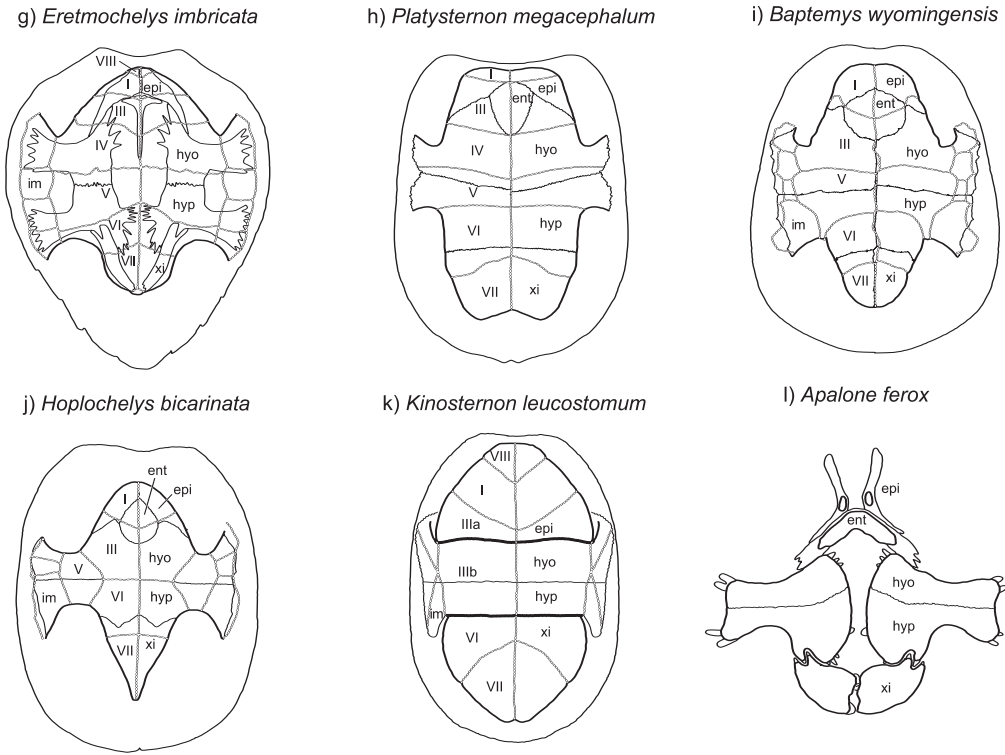 g) Eretmochelys imbricata
h) Platysternon megacephalum
i) Baptemys wyomingensis
VIII
I
epi
III
IV
hyo
im
V
hyp
VI
VII
xi
I
epi
III
ent
IV
hyo
V
VI
hyp
VII
xi
I
epi
ent
III
hyo
V
hyp
im
VI
VII
xi
j) Hoplochelys bicarinata
k) Kinosternon leucostomum
l) Apalone ferox
ent
I
epi
III
hyo
V
im
VI
hyp
VII
xi
VIII
I
IIIa
epi
hyo
IIIb
hyp
im
VI
xi
VII
epi
ent
hyo
hyp
xi